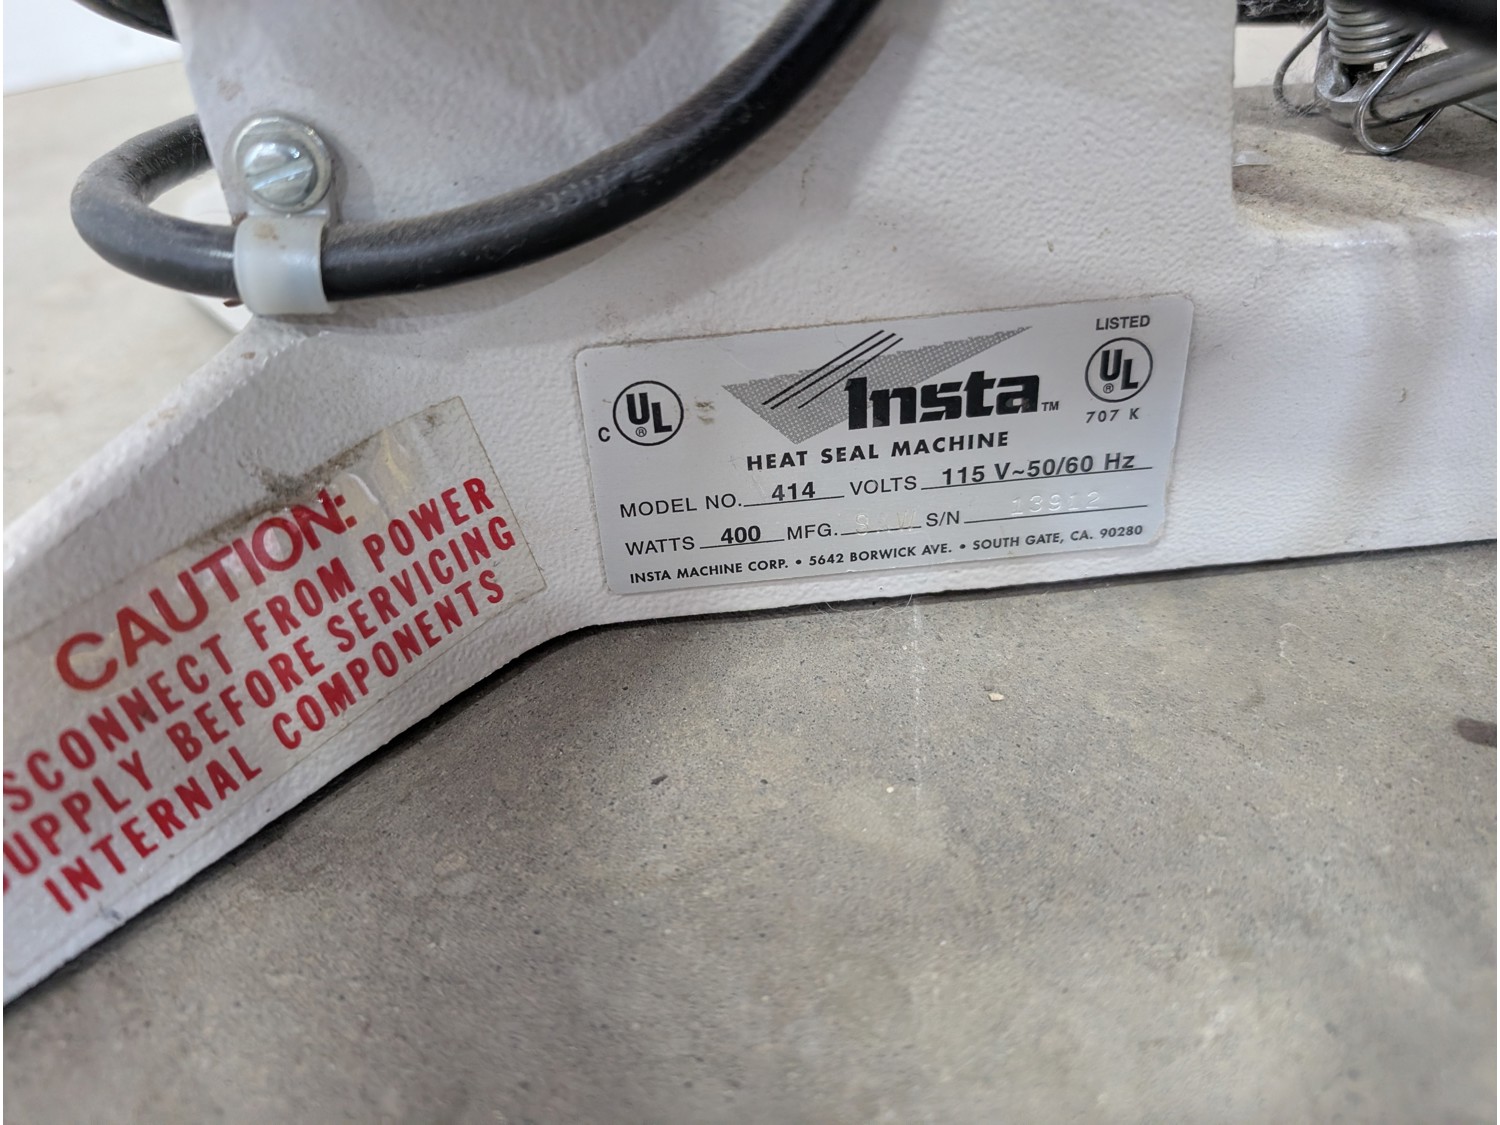 CAUTION:
SCONNECT FROM POWER
UPPLY BEFORE SERVICING
INTERNAL COMPONENTS
C UL ®
Insta™
LISTED
UL ®
707 K
HEAT SEAL MACHINE
MODEL NO. 414 VOLTS 115 V~50/60 Hz
WATTS 400 MFG. S/N 13912
INSTA MACHINE CORP. • 5642 BORWICK AVE. • SOUTH GATE, CA. 90280